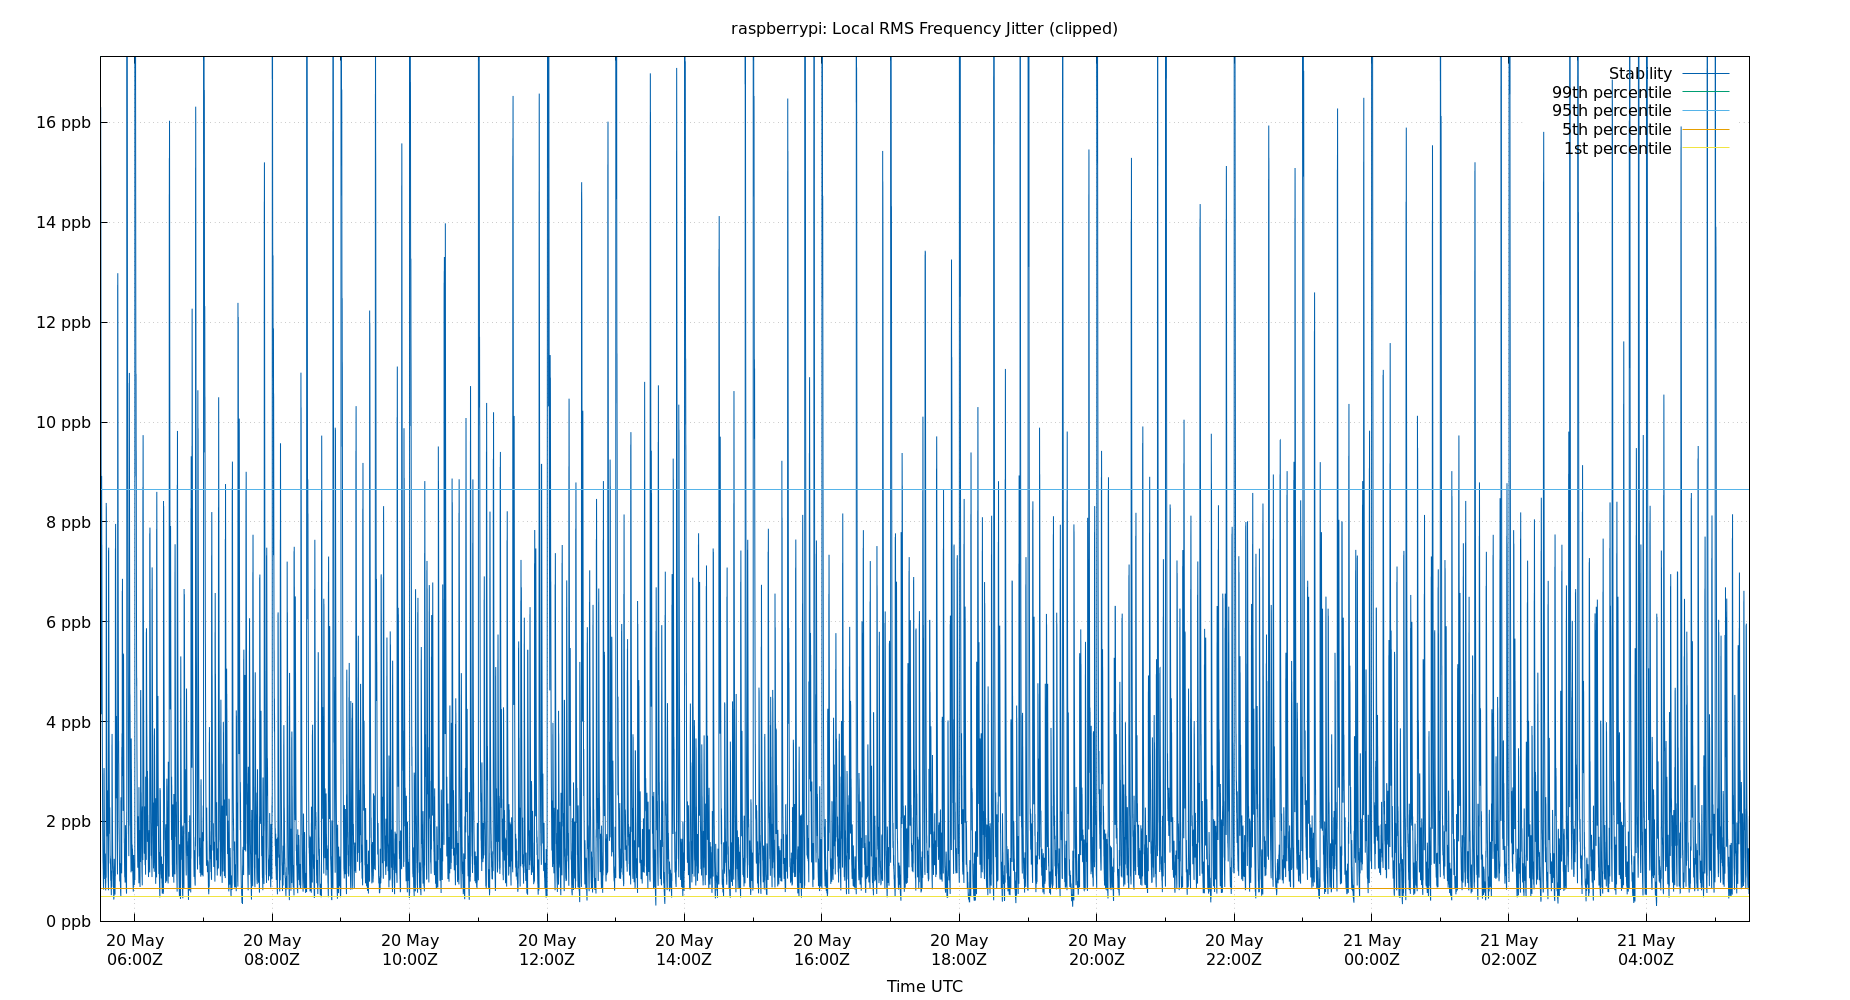 raspberrypi: Local RMS Frequency Jitter (clipped)
Stability
99th percentile
95th percentile
5th percentile
1st percentile
16 ppb
14 ppb
12 ppb
10 ppb
8 ppb
6 ppb
4 ppb
2 ppb
0 ppb
20 May 20 May 20 May 20 May 20 May 20 May 20 May 20 May 20 May 21 May 21 May 21 May
06:00Z 08:00Z 10:00Z 12:00Z 14:00Z 16:00Z 18:00Z 20:00Z 22:00Z 00:00Z 02:00Z 04:00Z
Time UTC